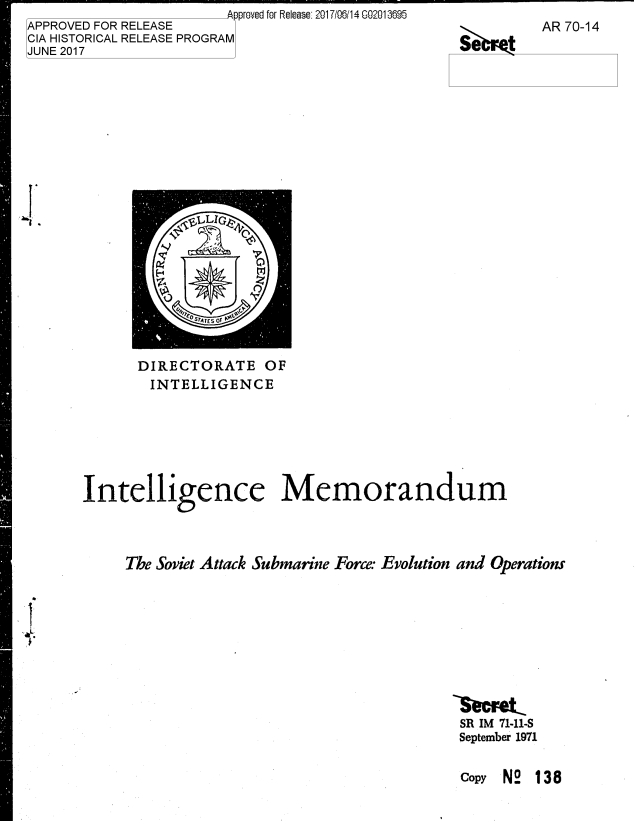 Approved for Release: 2017/06/14 C02013695
APPROVED FOR RELEASE
CIA HISTORICAL RELEASE PROGRAM
JUNE 2017
AR 70-14
Secret
CENTRAL INTELLIGENCE AGENCY
UNITED STATES OF AMERICA
DIRECTORATE OF
INTELLIGENCE
Intelligence Memorandum
The Soviet Attack Submarine Force: Evolution and Operations
Secret
SR IM 71-11-S
September 1971
Copy Nº 138